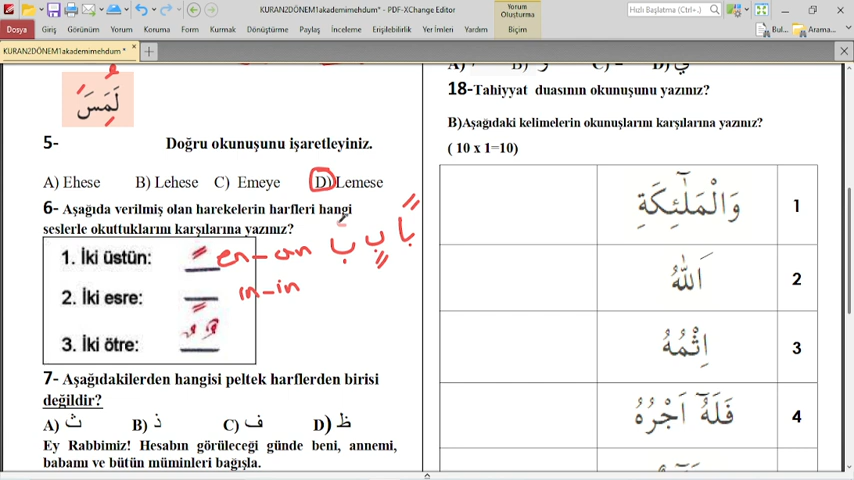 KURAN2DÖNEM1akademimehdum * - PDF-XChange Editor
Yorum Oluşturma
Hızlı Başlatma (Ctrl+.)
Dosya Giriş Görünüm Yorum Koruma Form Kurmak Dönüştürme Paylaş İnceleme Erişilebilirlik Yer İmleri Yardım Biçim Bul... Arama...
KURAN2DÖNEM1akademimehdum *
لَمَسَ
5- Doğru okunuşunu işaretleyiniz.
A) Ehese B) Lehese C) Emeye D) Lemese
6- Aşağıda verilmiş olan harekelerin harfleri hangi
seslerle okuttuklarını karşılarına yazınız?
1. İki üstün: en-an
2. İki esre: ın-in
3. İki ötre:
ب بٍ باً
7- Aşağıdakilerden hangisi peltek harflerden birisi
değildir?
A) ث B) ذ C) ف D) ظ
Ey Rabbimiz! Hesabın görüleceği günde beni, annemi,
babamı ve bütün müminleri bağışla.
18-Tahiyyat duasının okunuşunu yazınız?
B)Aşağıdaki kelimelerin okunuşlarını karşılarına yazınız?
( 10 x 1=10)
وَالْمَلٰٓئِكَةِ 1
اَللّٰهُ 2
اِثْمُهُ 3
فَلَهُٓ اَجْرُهُ 4